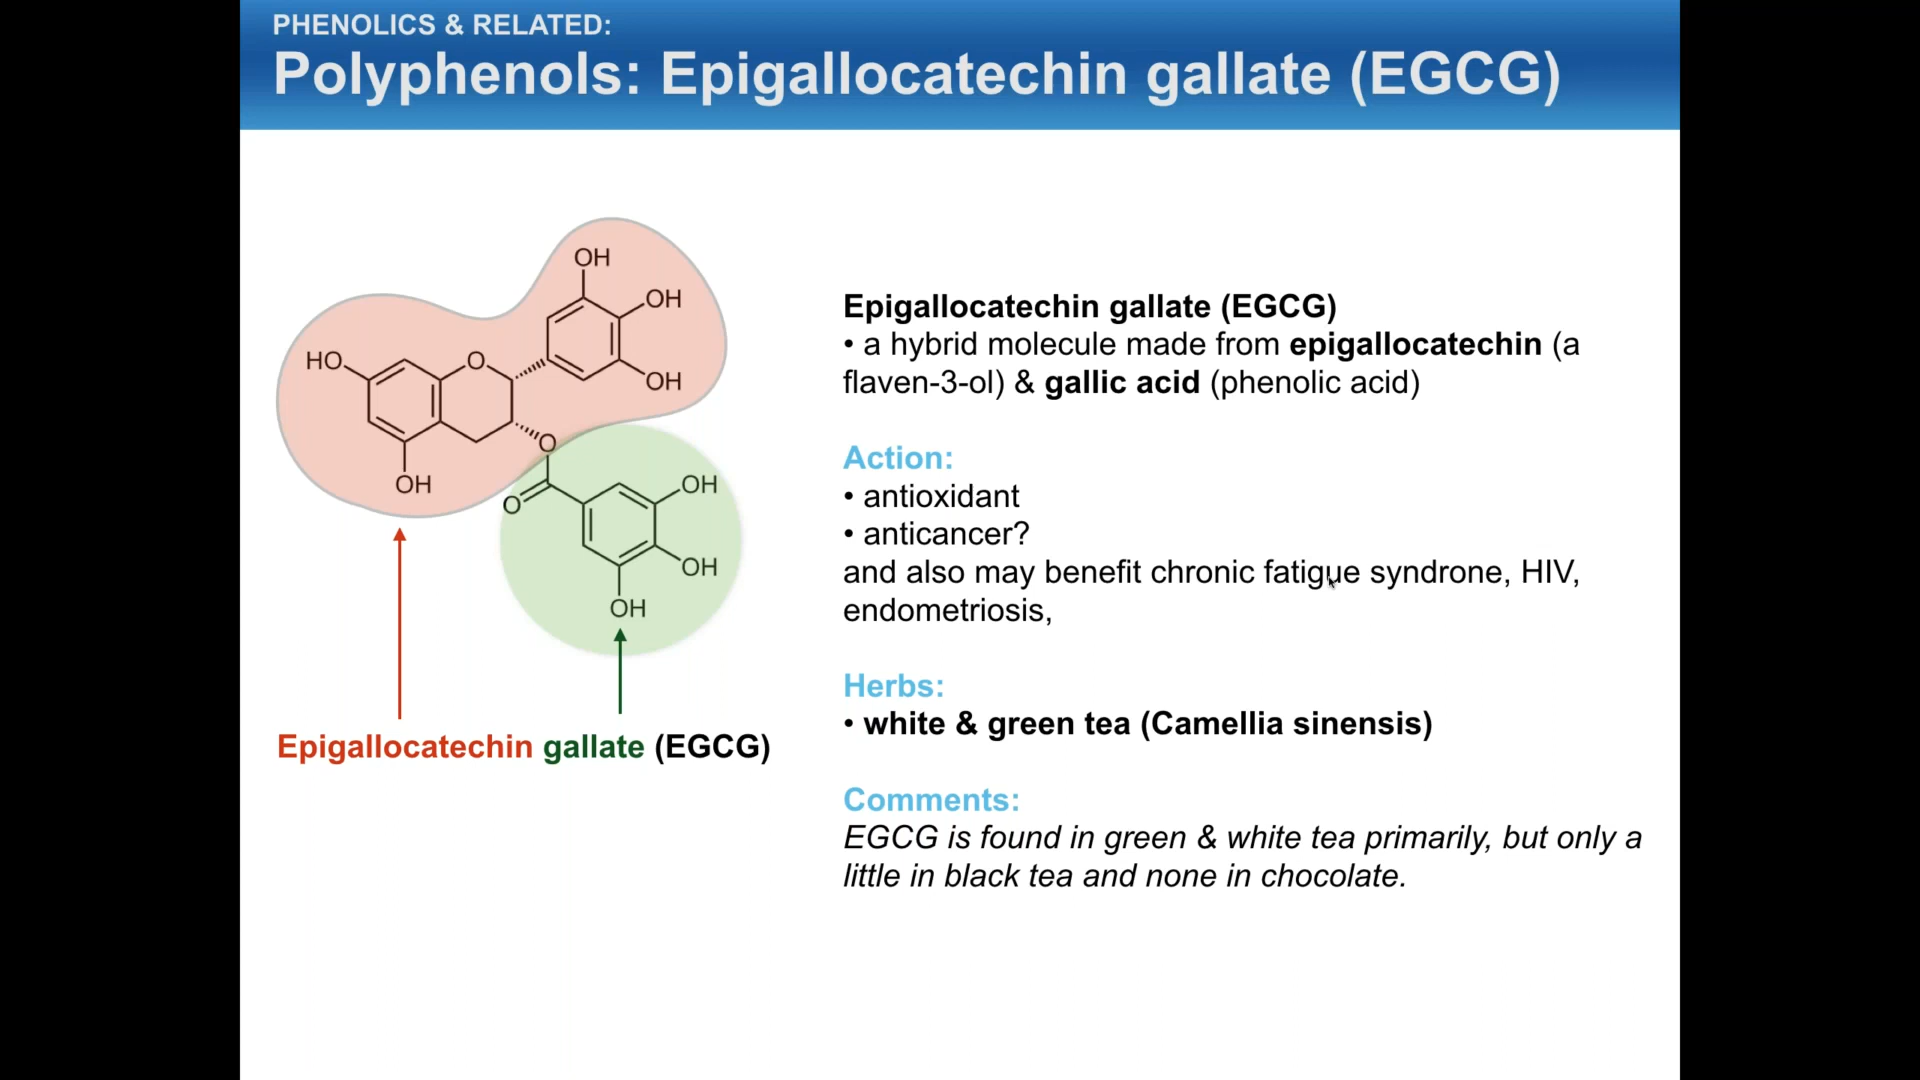 PHENOLICS & RELATED:
Polyphenols: Epigallocatechin gallate (EGCG)
OH
OH
HO
O
OH
O
OH
O
OH
OH
OH
Epigallocatechin gallate (EGCG)
Epigallocatechin gallate (EGCG)
• a hybrid molecule made from epigallocatechin (a
flaven-3-ol) & gallic acid (phenolic acid)
Action:
• antioxidant
• anticancer?
and also may benefit chronic fatigue syndrome, HIV,
endometriosis,
Herbs:
• white & green tea (Camellia sinensis)
Comments:
EGCG is found in green & white tea primarily, but only a
little in black tea and none in chocolate.